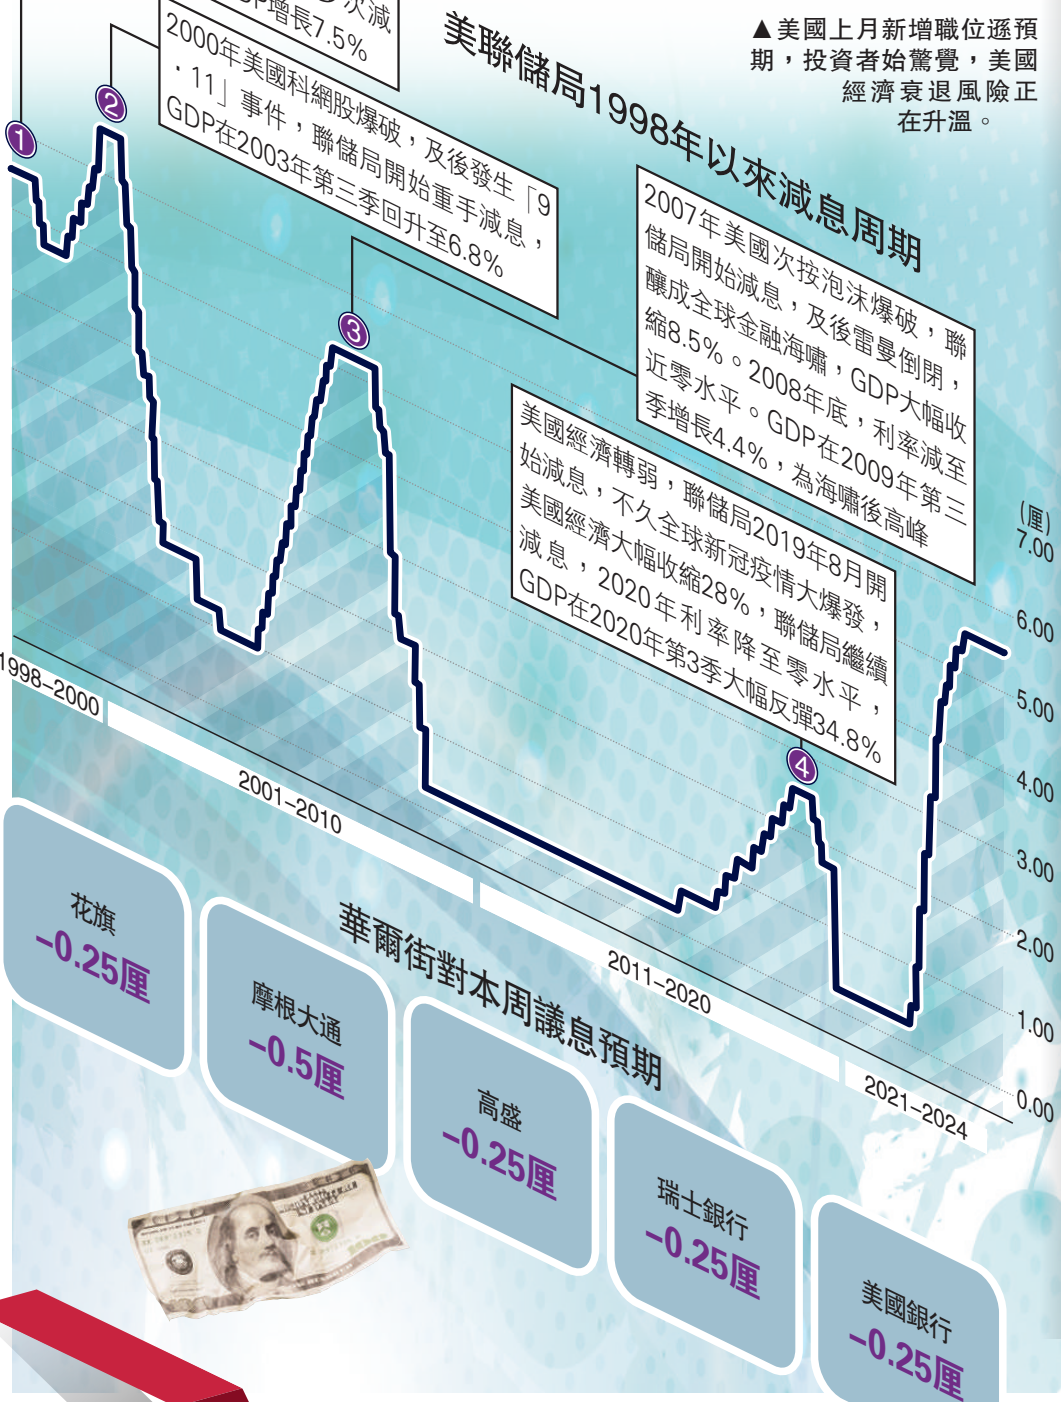 次減
增長7.5%
2000年美國科網股爆破，及後發生「9
．11」事件，聯儲局開始重手減息，
GDP在2003年第三季回升至6.8%
美聯儲局1998年以來減息周期
▲美國上月新增職位遜預
期，投資者始驚覺，美國
經濟衰退風險正
在升溫。
2007年美國次按泡沫爆破，聯
儲局開始減息，及後雷曼倒閉，
釀成全球金融海嘯，GDP大幅收
縮8.5%。2008年底，利率減至
近零水平。GDP在2009年第三
季增長4.4%，為海嘯後高峰
美國經濟轉弱，聯儲局2019年8月開
始減息，不久全球新冠疫情大爆發，
美國經濟大幅收縮28%，聯儲局繼續
減息，2020年利率降至零水平，
GDP在2020年第3季大幅反彈34.8%
1
2
3
4
(厘)
7.00
6.00
5.00
4.00
3.00
2.00
1.00
0.00
1998–2000
2001–2010
2011–2020
2021–2024
華爾街對本周議息預期
花旗
–0.25厘
摩根大通
–0.5厘
高盛
–0.25厘
瑞士銀行
–0.25厘
美國銀行
–0.25厘